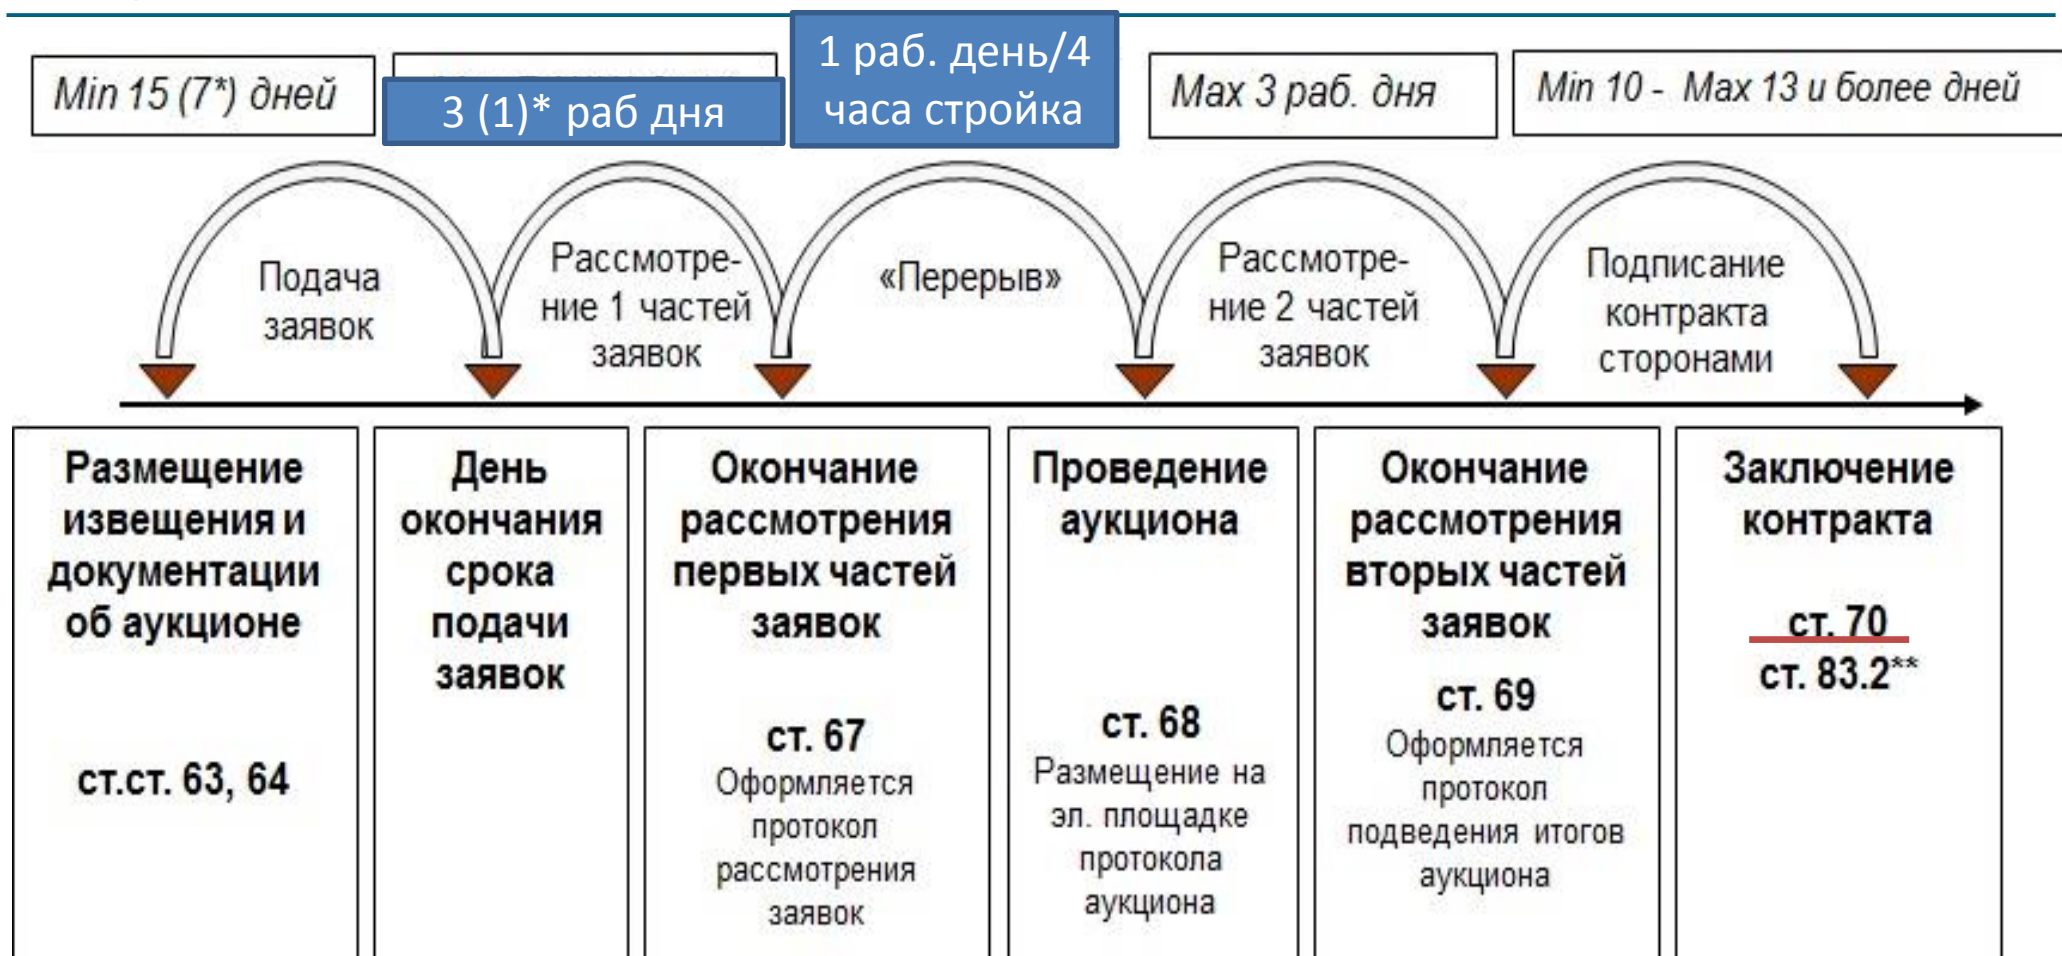 Min 15 (7*) дней
3 (1)* раб дня
1 раб. день/4
часа стройка
Max 3 раб. дня
Min 10 - Max 13 и более дней
Подача
заявок
Рассмотре-
ние 1 частей
заявок
«Перерыв»
Рассмотре-
ние 2 частей
заявок
Подписание
контракта
сторонами
Размещение
извещения и
документации
об аукционе
ст.ст. 63, 64
День
окончания
срока
подачи
заявок
Окончание
рассмотрения
первых частей
заявок
ст. 67
Оформляется
протокол
рассмотрения
заявок
Проведение
аукциона
ст. 68
Размещение на
эл. площадке
протокола
аукциона
Окончание
рассмотрения
вторых частей
заявок
ст. 69
Оформляется
протокол
подведения итогов
аукциона
Заключение
контракта
ст. 70
ст. 83.2**